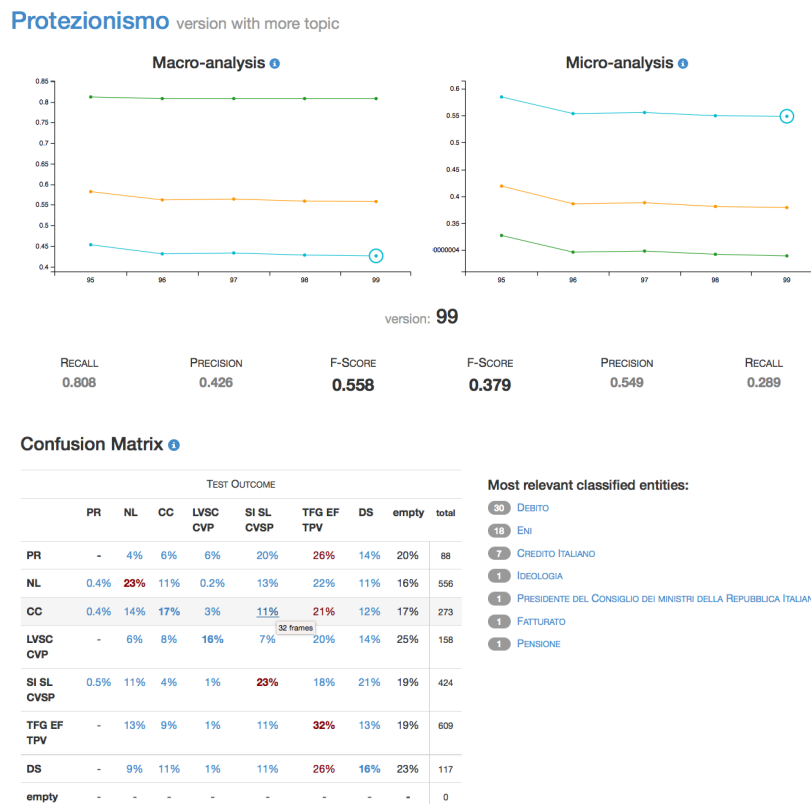 Protezionismo version with more topic
Macro-analysis i
Micro-analysis i
0.85
0.8
0.75
0.7
0.65
0.6
0.55
0.5
0.45
0.4
95 96 97 98 99
0.6
0.55
0.5
0.45
0.4
0.35
0000004
95 96 97 98 99
version: 99
RECALL PRECISION F-SCORE F-SCORE PRECISION RECALL
0.808 0.426 0.558 0.379 0.549 0.289
Confusion Matrix i
TEST OUTCOME
PR NL CC LVSC CVP SI SL CVSP TFG EF TPV DS empty total
PR - 4% 6% 6% 20% 26% 14% 20% 88
NL 0.4% 23% 11% 0.2% 13% 22% 11% 16% 556
CC 0.4% 14% 17% 3% 11% 21% 12% 17% 273
32 frames
LVSC CVP - 6% 8% 16% 7% 20% 14% 25% 158
SI SL CVSP 0.5% 11% 4% 1% 23% 18% 21% 19% 424
TFG EF TPV - 13% 9% 1% 11% 32% 13% 19% 609
DS - 9% 11% 1% 11% 26% 16% 23% 117
empty - - - - - - - - 0
Most relevant classified entities:
30 DEBITO
18 ENI
7 CREDITO ITALIANO
1 IDEOLOGIA
1 PRESIDENTE DEL CONSIGLIO DEI MINISTRI DELLA REPUBBLICA ITALIAN
1 FATTURATO
1 PENSIONE